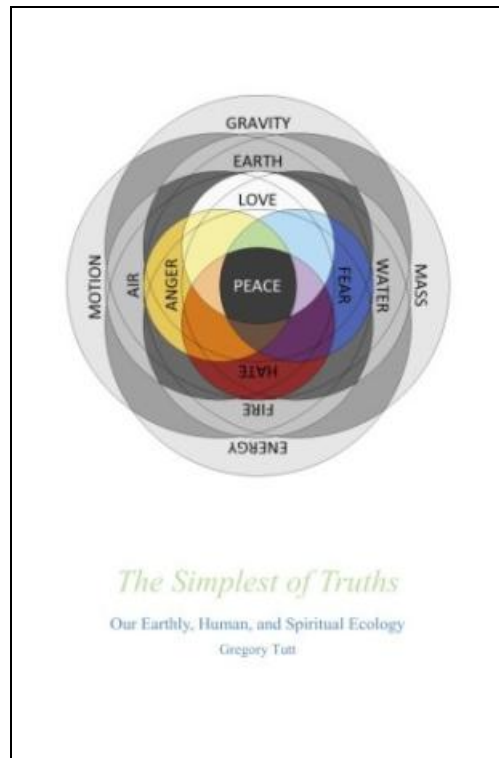 GRAVITY
EARTH
LOVE
MOTION
AIR
ANGER
PEACE
FEAR
WATER
MASS
HATE
FIRE
ENERGY
The Simplest of Truths
Our Earthly, Human, and Spiritual Ecology
Gregory Tutt